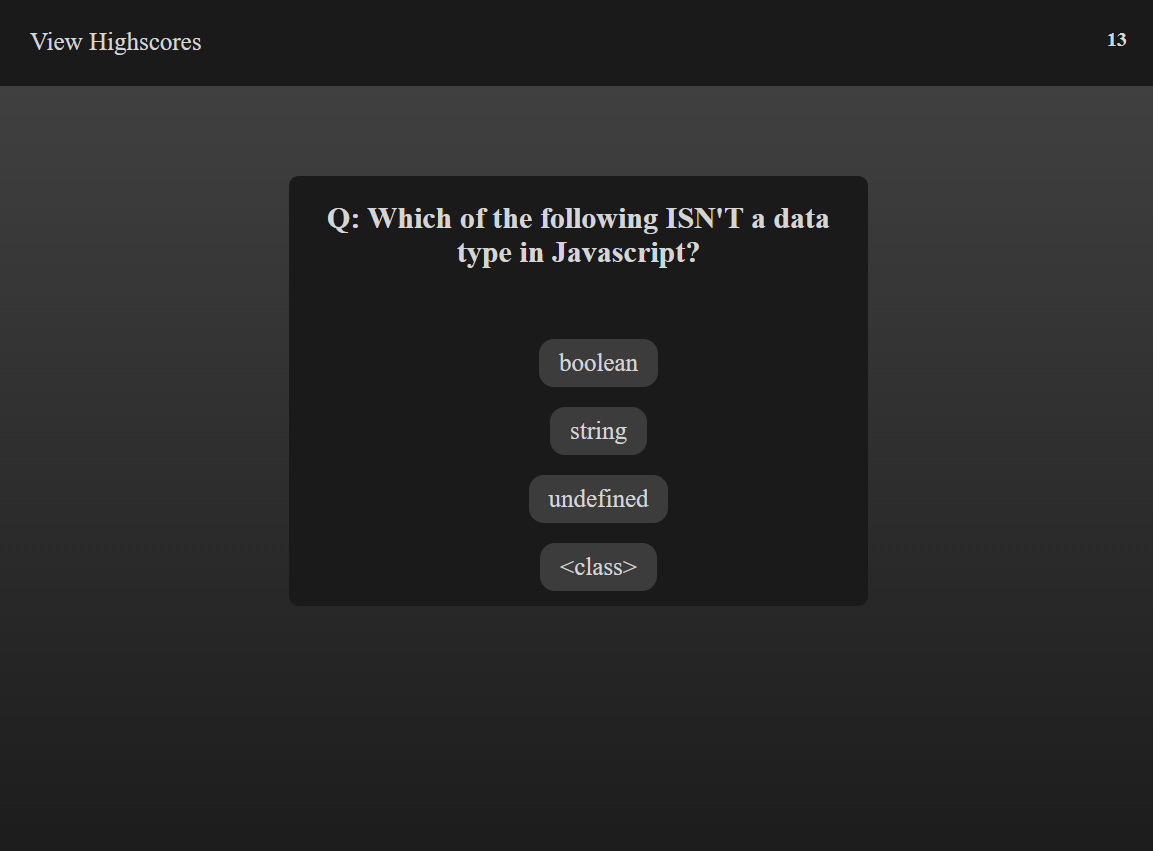 View Highscores
13
Q: Which of the following ISN'T a data
type in Javascript?
boolean
string
undefined
<class>